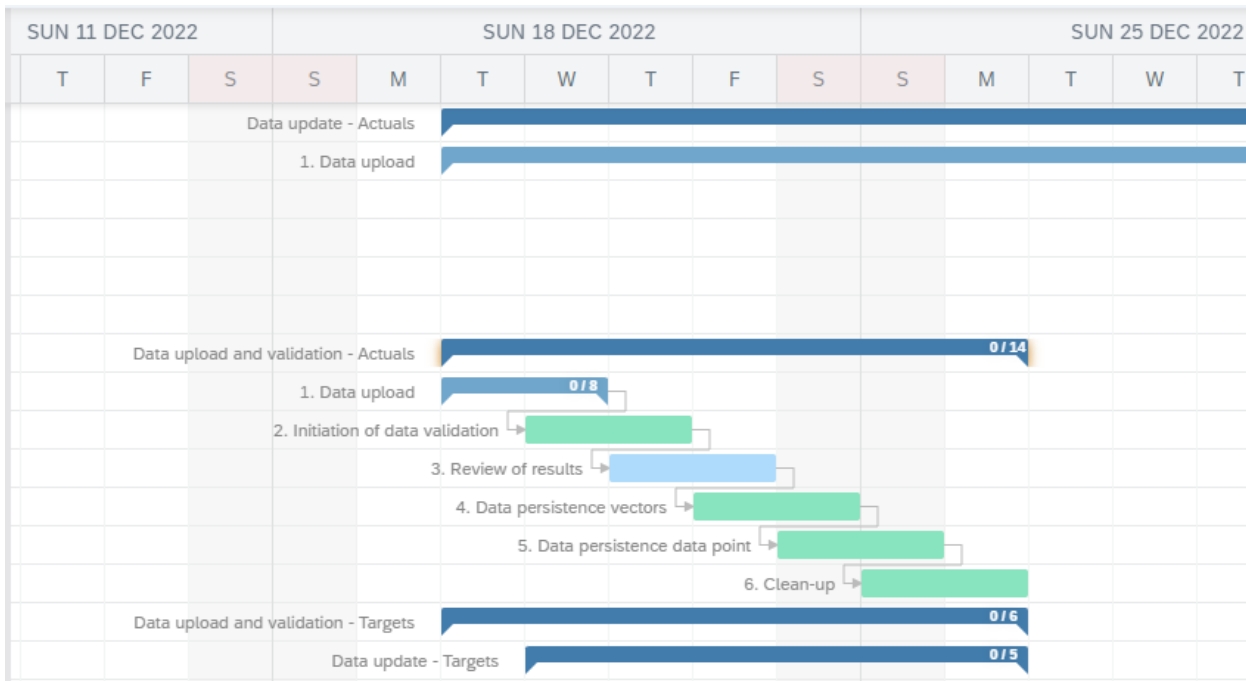 SUN 11 DEC 2022 SUN 18 DEC 2022 SUN 25 DEC 2022
T F S S M T W T F S S M T W T
Data update - Actuals
1. Data upload
Data upload and validation - Actuals 0 / 14
1. Data upload 0 / 8
2. Initiation of data validation
3. Review of results
4. Data persistence vectors
5. Data persistence data point
6. Clean-up
Data upload and validation - Targets 0 / 6
Data update - Targets 0 / 5